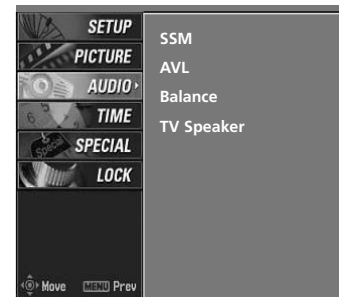 SETUP
PICTURE
AUDIO
TIME
SPECIAL
LOCK
Move MENU Prev
SSM
AVL
Balance
TV Speaker